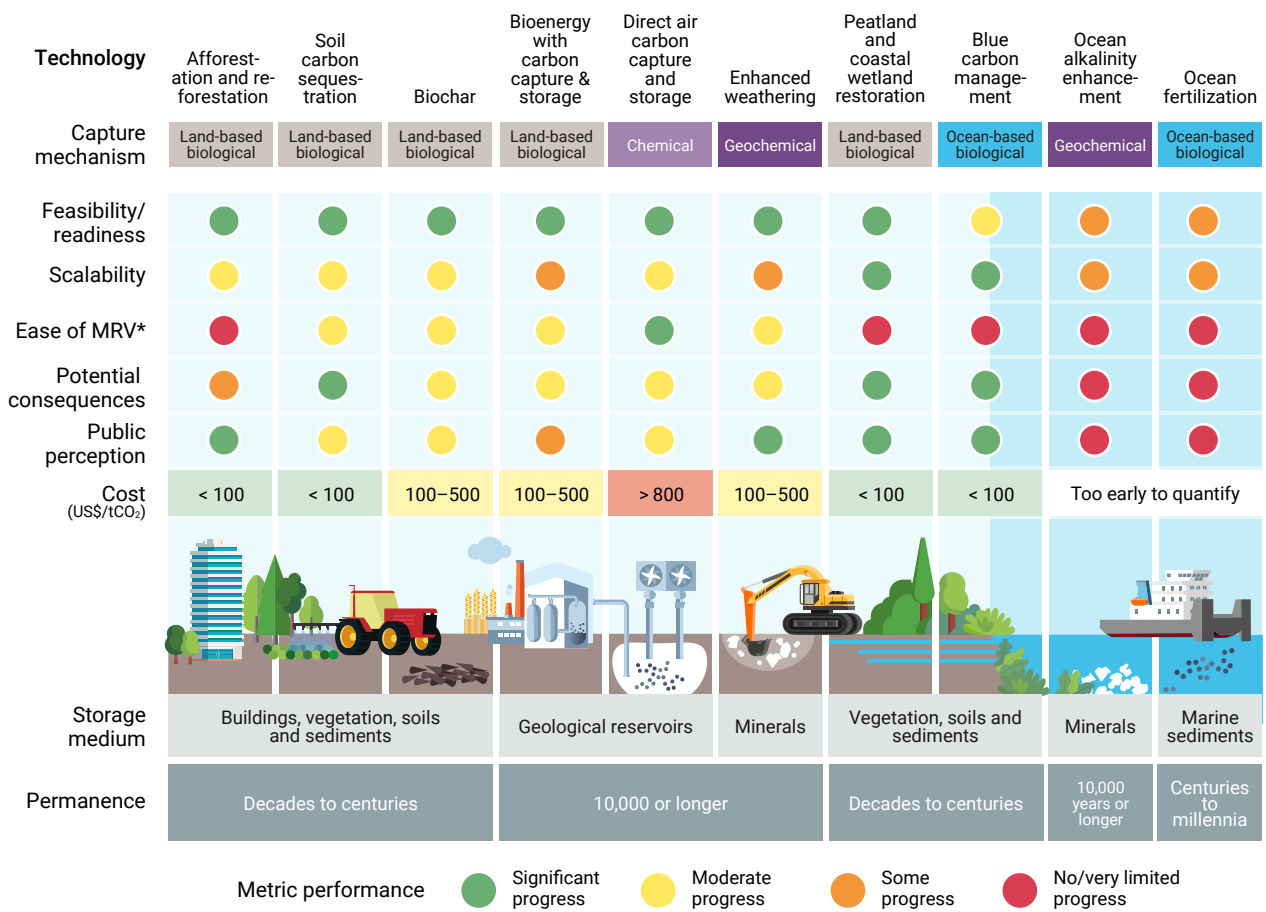 Technology
Afforest-
ation and re-
forestation
Soil
carbon
seques-
tration
Biochar
Bioenergy
with
carbon
capture &
storage
Direct air
carbon
capture
and
storage
Enhanced
weathering
Peatland
and
coastal
wetland
restoration
Blue
carbon
manage-
ment
Ocean
alkalinity
enhance-
ment
Ocean
fertilization
Capture
mechanism
Land-based
biological
Land-based
biological
Land-based
biological
Land-based
biological
Chemical
Geochemical
Land-based
biological
Ocean-based
biological
Geochemical
Ocean-based
biological
Feasibility/
readiness
Scalability
Ease of MRV*
Potential
consequences
Public
perception
Cost
(US$/tCO₂)
< 100
< 100
100–500
100–500
> 800
100–500
< 100
< 100
Too early to quantify
Storage
medium
Buildings, vegetation, soils
and sediments
Geological reservoirs
Minerals
Vegetation, soils and
sediments
Minerals
Marine
sediments
Permanence
Decades to centuries
10,000 or longer
Decades to centuries
10,000
years or
longer
Centuries
to
millennia
Metric performance
Significant
progress
Moderate
progress
Some
progress
No/very limited
progress